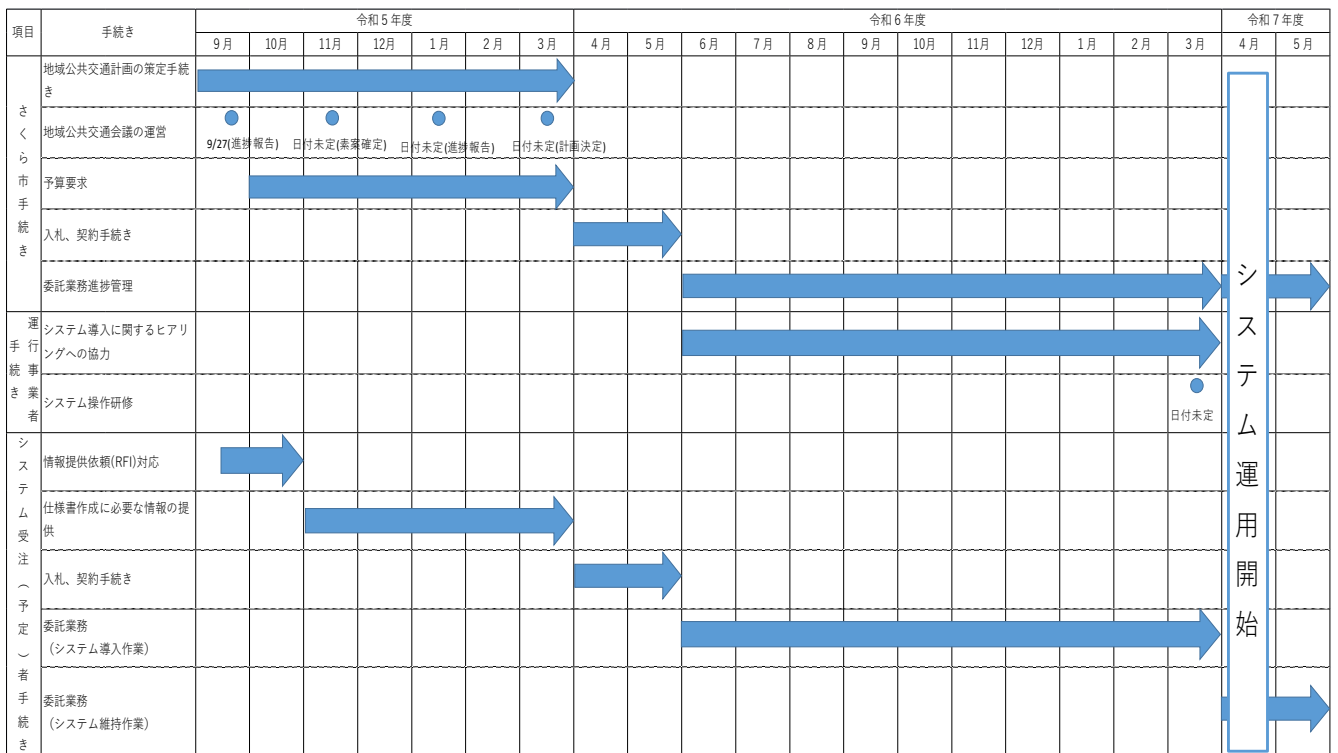 項目
手続き
令和5年度
令和6年度
令和7年度
9月
10月
11月
12月
1月
2月
3月
4月
5月
6月
7月
8月
9月
10月
11月
12月
1月
2月
3月
4月
5月
さくら市手続き
地域公共交通計画の策定手続
き
地域公共交通会議の運営
9/27(進捗報告)
日付未定(素案確定)
日付未定(進捗報告)
日付未定(計画決定)
予算要求
入札、契約手続き
委託業務進捗管理
運行事業者
手続き
システム導入に関するヒアリ
ングへの協力
システム操作研修
日付未定
システム受注（予定）者手続き
情報提供依頼(RFI)対応
仕様書作成に必要な情報の提
供
入札、契約手続き
委託業務
（システム導入作業）
委託業務
（システム維持作業）
システム運用開始